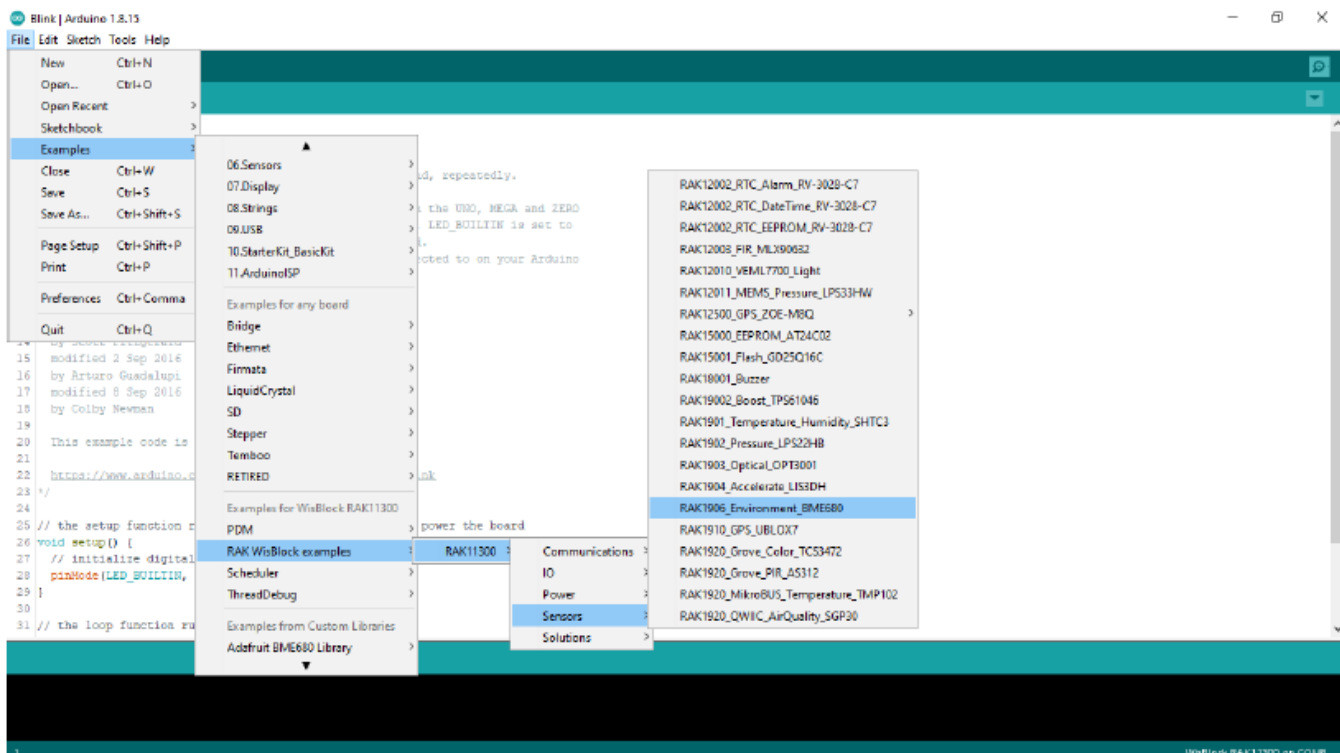 Blink | Arduino 1.8.15
File Edit Sketch Tools Help
New Ctrl+N
Open... Ctrl+O
Open Recent
Sketchbook
Examples
Close Ctrl+W
Save Ctrl+S
Save As... Ctrl+Shift+S
Page Setup Ctrl+Shift+P
Print Ctrl+P
Preferences Ctrl+Comma
Quit Ctrl+Q
06.Sensors
07.Display
08.Strings
09.USB
10.StarterKit_BasicKit
11.ArduinoISP
Examples for any board
Bridge
Ethernet
Firmata
LiquidCrystal
SD
Stepper
Temboo
RETIRED
Examples for WisBlock RAK11300
PDM
RAK WisBlock examples
Scheduler
ThreadDebug
Examples from Custom Libraries
Adafruit BME680 Library
RAK11300
Communications
IO
Power
Sensors
Solutions
RAK12002_RTC_Alarm_RV-3028-C7
RAK12002_RTC_DateTime_RV-3028-C7
RAK12002_RTC_EEPROM_RV-3028-C7
RAK12003_FIR_MLX90632
RAK12010_VEML7700_Light
RAK12011_MEMS_Pressure_LPS33HW
RAK12500_GPS_ZOE-M8Q
RAK15000_EEPROM_AT24C02
RAK15001_Flash_GD25Q16C
RAK18001_Buzzer
RAK19002_Boost_TPS61046
RAK1901_Temperature_Humidity_SHTC3
RAK1902_Pressure_LPS22HB
RAK1903_Optical_OPT3001
RAK1904_Accelerate_LIS3DH
RAK1906_Environment_BME680
RAK1910_GPS_UBLOX7
RAK1920_Grove_Color_TCS3472
RAK1920_Grove_PIR_AS312
RAK1920_MikroBUS_Temperature_TMP102
RAK1920_QWIIC_AirQuality_SGP30
repeatedly.
the UNO, MEGA and ZERO
LED_BUILTIN is set to
to on your Arduino
15 modified 2 Sep 2016
16 by Arturo Guadalupi
17 modified 8 Sep 2016
18 by Colby Newman
19
20 This example code is
21
22 https://www.arduino.c
23 */
24
25 // the setup function r power the board
26 void setup() {
27 // initialize digital
28 pinMode(LED_BUILTIN,
29 }
30
31 // the loop function ru
1 WisBlock RAK11300 on